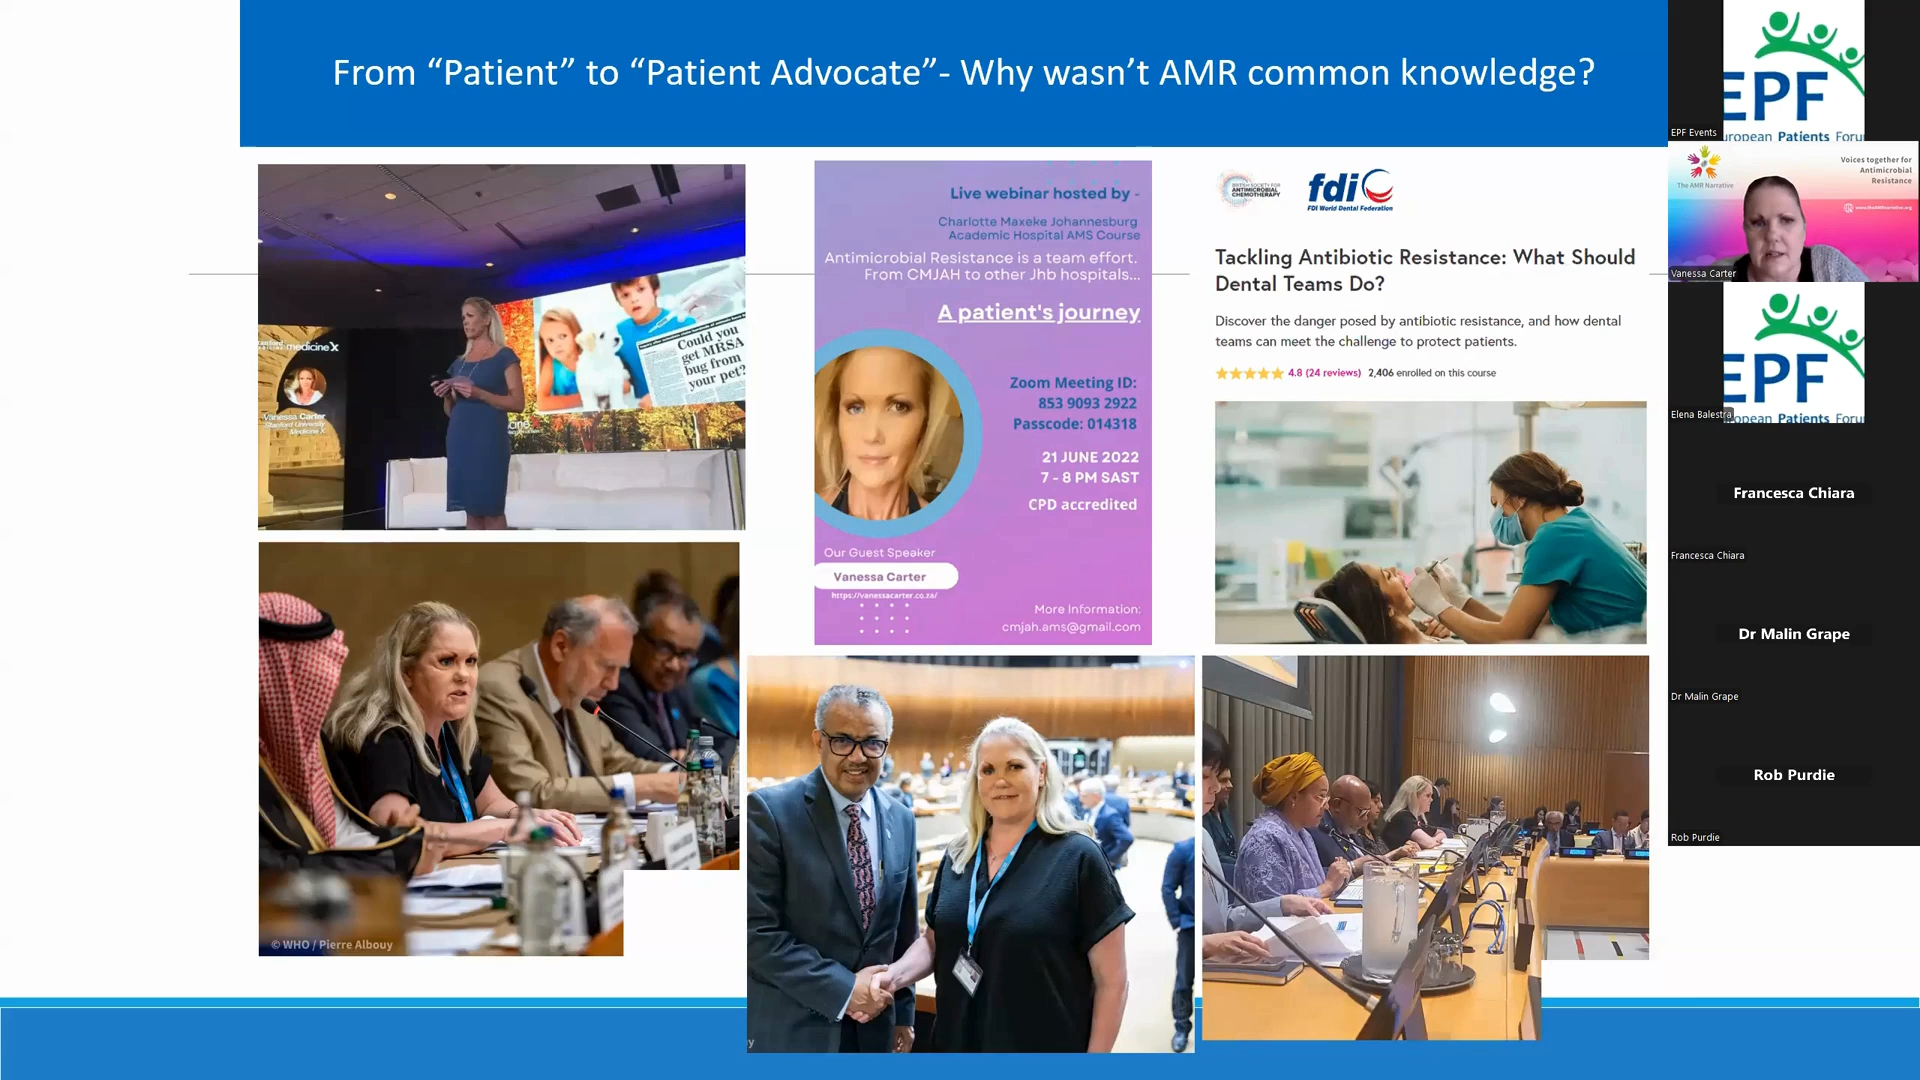 From “Patient” to “Patient Advocate”- Why wasn’t AMR common knowledge?
medicine X
Vanessa Carter
Stanford University
Medicine X
Could you
get MRSA
bug from
your pet?
Live webinar hosted by -
Charlotte Maxeke Johannesburg
Academic Hospital AMS Course
Antimicrobial Resistance is a team effort.
From CMJAH to other Jhb hospitals...
A patient's journey
Zoom Meeting ID:
853 9093 2922
Passcode: 014318
21 JUNE 2022
7 - 8 PM SAST
CPD accredited
Our Guest Speaker
Vanessa Carter
https://vanessacarter.co.za/
More Information:
cmjah.ams@gmail.com
BRITISH SOCIETY FOR
ANTIMICROBIAL
CHEMOTHERAPY
fdi
FDI World Dental Federation
Tackling Antibiotic Resistance: What Should
Dental Teams Do?
Discover the danger posed by antibiotic resistance, and how dental
teams can meet the challenge to protect patients.
4.8 (24 reviews) 2,406 enrolled on this course
© WHO / Pierre Albouy
EPF
ropean Patients Foru
EPF Events
The AMR Narrative
Voices together for
Antimicrobial
Resistance
www.theAMRnarrative.org
Vanessa Carter
EPF
opean Patients Foru
Elena Balestra
Francesca Chiara
Francesca Chiara
Dr Malin Grape
Dr Malin Grape
Rob Purdie
Rob Purdie